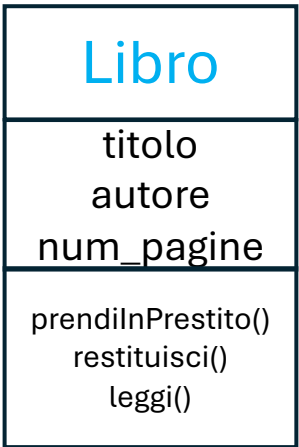 Libro
titolo
autore
num_pagine
prendiInPrestito()
restituisci()
leggi()